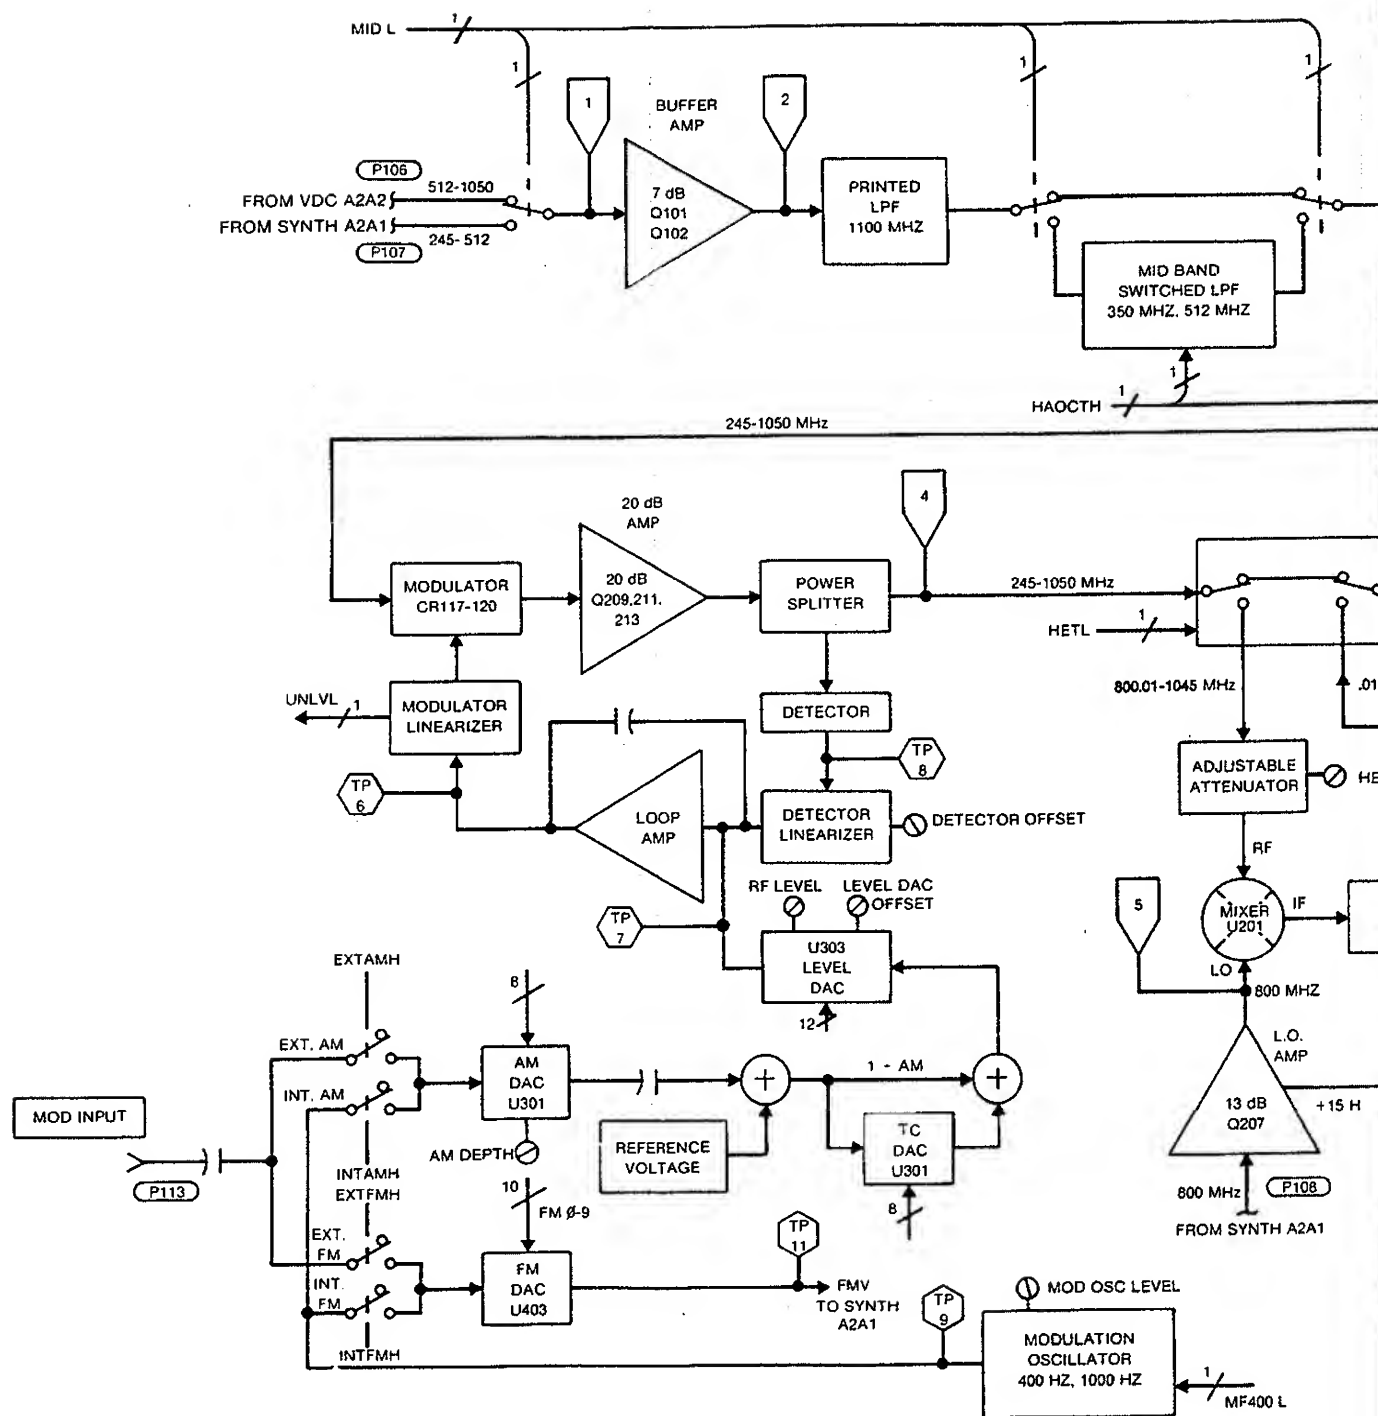 MID L
1
1
1
1
1
BUFFER
AMP
2
P106
FROM VDC A2A2
512-1050
FROM SYNTH A2A1
245-512
P107
7 dB
Q101
Q102
PRINTED
LPF
1100 MHZ
MID BAND
SWITCHED LPF
350 MHZ, 512 MHZ
1
HAOCTH
1
245-1050 MHz
20 dB
AMP
4
MODULATOR
CR117-120
20 dB
Q209,211,
213
POWER
SPLITTER
245-1050 MHz
HETL
1
UNLVL
1
MODULATOR
LINEARIZER
DETECTOR
800.01-1045 MHz
.01
TP
8
TP
6
LOOP
AMP
DETECTOR
LINEARIZER
DETECTOR OFFSET
ADJUSTABLE
ATTENUATOR
HE
RF
RF LEVEL
LEVEL DAC
OFFSET
5
MIXER
U201
IF
TP
7
U303
LEVEL
DAC
LO
800 MHZ
12
EXTAMH
8
EXT. AM
AM
DAC
U301
INT. AM
1 - AM
L.O.
AMP
MOD INPUT
13 dB
Q207
+15 H
REFERENCE
VOLTAGE
TC
DAC
U301
AM DEPTH
P113
INTAMH
EXTFMH
10
FM Ø-9
8
800 MHz
P108
FROM SYNTH A2A1
EXT.
FM
TP
11
INT.
FM
FM
DAC
U403
FMV
TO SYNTH
A2A1
MOD OSC LEVEL
TP
9
INTFMH
MODULATION
OSCILLATOR
400 HZ, 1000 HZ
1
MF400 L